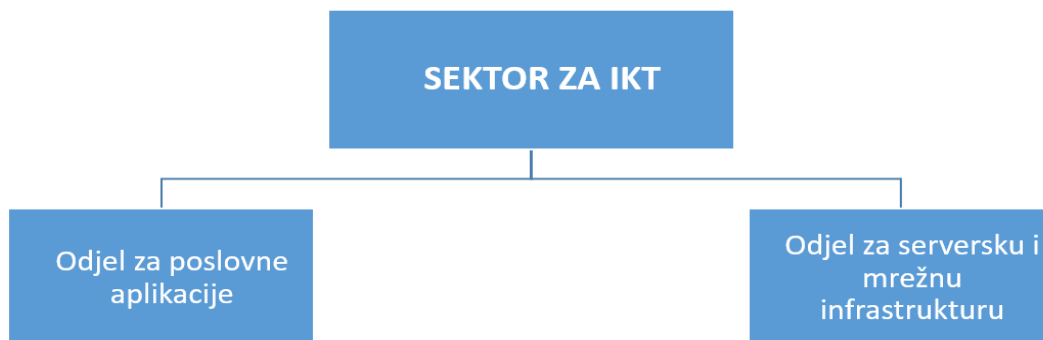 SEKTOR ZA IKT
Odjel za poslovne
aplikacije
Odjel za serversku i
mrežnu
infrastrukturu